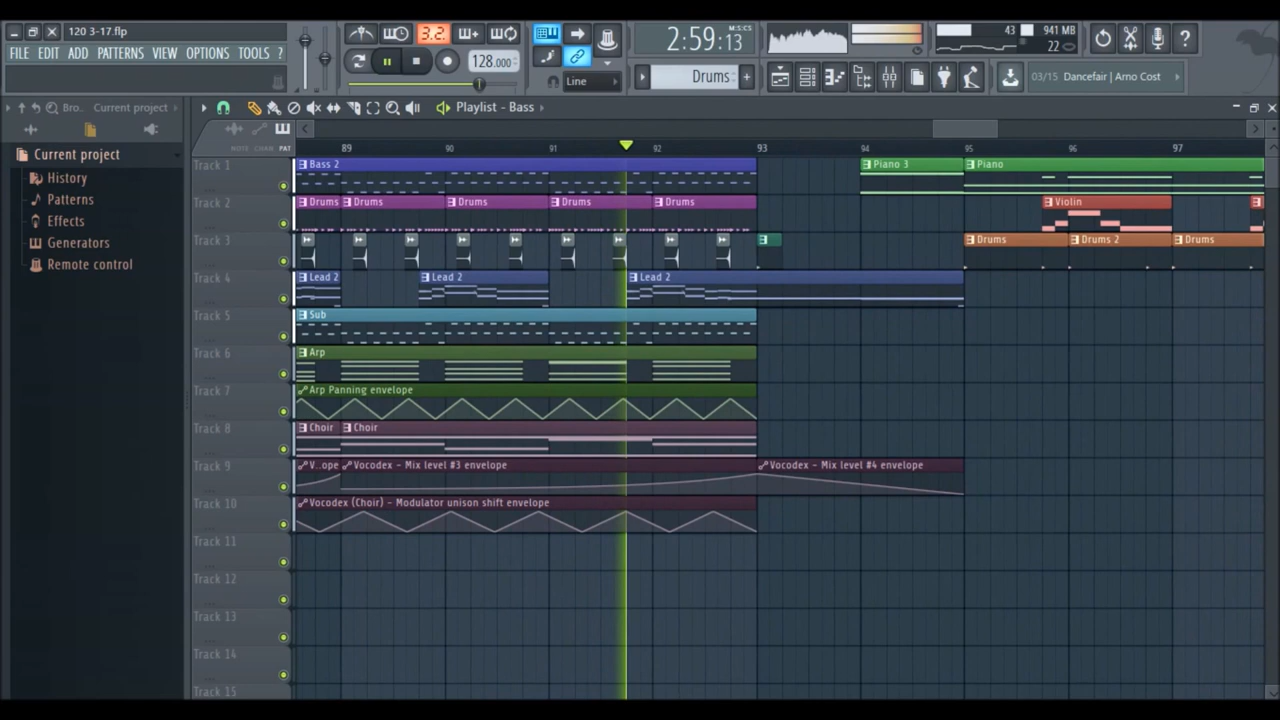 120 3-17.flp
FILE EDIT ADD PATTERNS VIEW OPTIONS TOOLS ?
3.2.
128.000
2:59:13
M:S:CS
Line
Drums
43
941 MB
22
03/15 Dancefair | Arno Cost
Bro.. Current project
Playlist - Bass
Current project
History
Patterns
Effects
Generators
Remote control
NOTE CHAN PAT
89 90 91 92 93 94 95 96 97
Track 1 Bass 2 Piano 3 Piano
Track 2 Drums Drums Drums Drums Drums Violin
Track 3 Drums Drums 2 Drums
Track 4 Lead 2 Lead 2 Lead 2
Track 5 Sub
Track 6 Arp
Track 7 Arp Panning envelope
Track 8 Choir Choir
Track 9 V..ope Vocodex - Mix level #3 envelope Vocodex - Mix level #4 envelope
Track 10 Vocodex (Choir) - Modulator unison shift envelope
Track 11
Track 12
Track 13
Track 14
Track 15